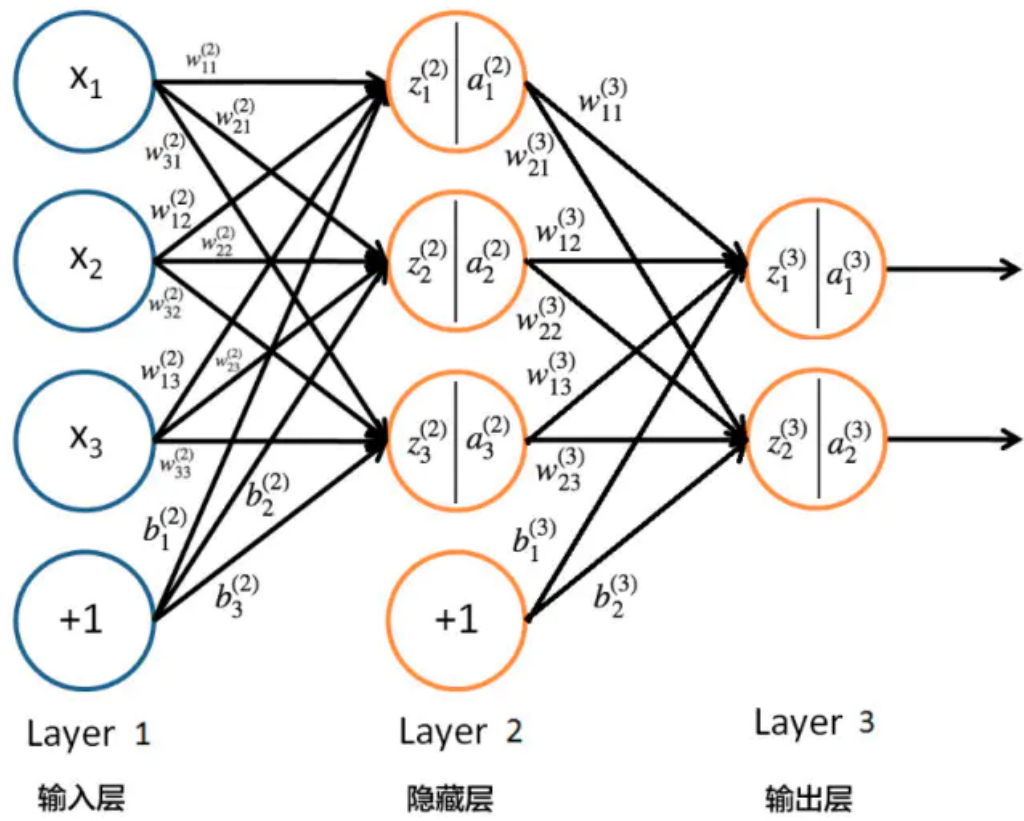 x₁
w₁₁⁽²⁾
w₂₁⁽²⁾
w₃₁⁽²⁾
z₁⁽²⁾ a₁⁽²⁾
w₁₁⁽³⁾
w₂₁⁽³⁾
x₂
w₁₂⁽²⁾
w₂₂⁽²⁾
w₃₂⁽²⁾
z₂⁽²⁾ a₂⁽²⁾
w₁₂⁽³⁾
w₂₂⁽³⁾
z₁⁽³⁾ a₁⁽³⁾
x₃
w₁₃⁽²⁾
w₂₃⁽²⁾
w₃₃⁽²⁾
z₃⁽²⁾ a₃⁽²⁾
w₁₃⁽³⁾
w₂₃⁽³⁾
z₂⁽³⁾ a₂⁽³⁾
+1
b₁⁽²⁾
b₂⁽²⁾
b₃⁽²⁾
+1
b₁⁽³⁾
b₂⁽³⁾
Layer 1
Layer 2
Layer 3
输入层
隐藏层
输出层